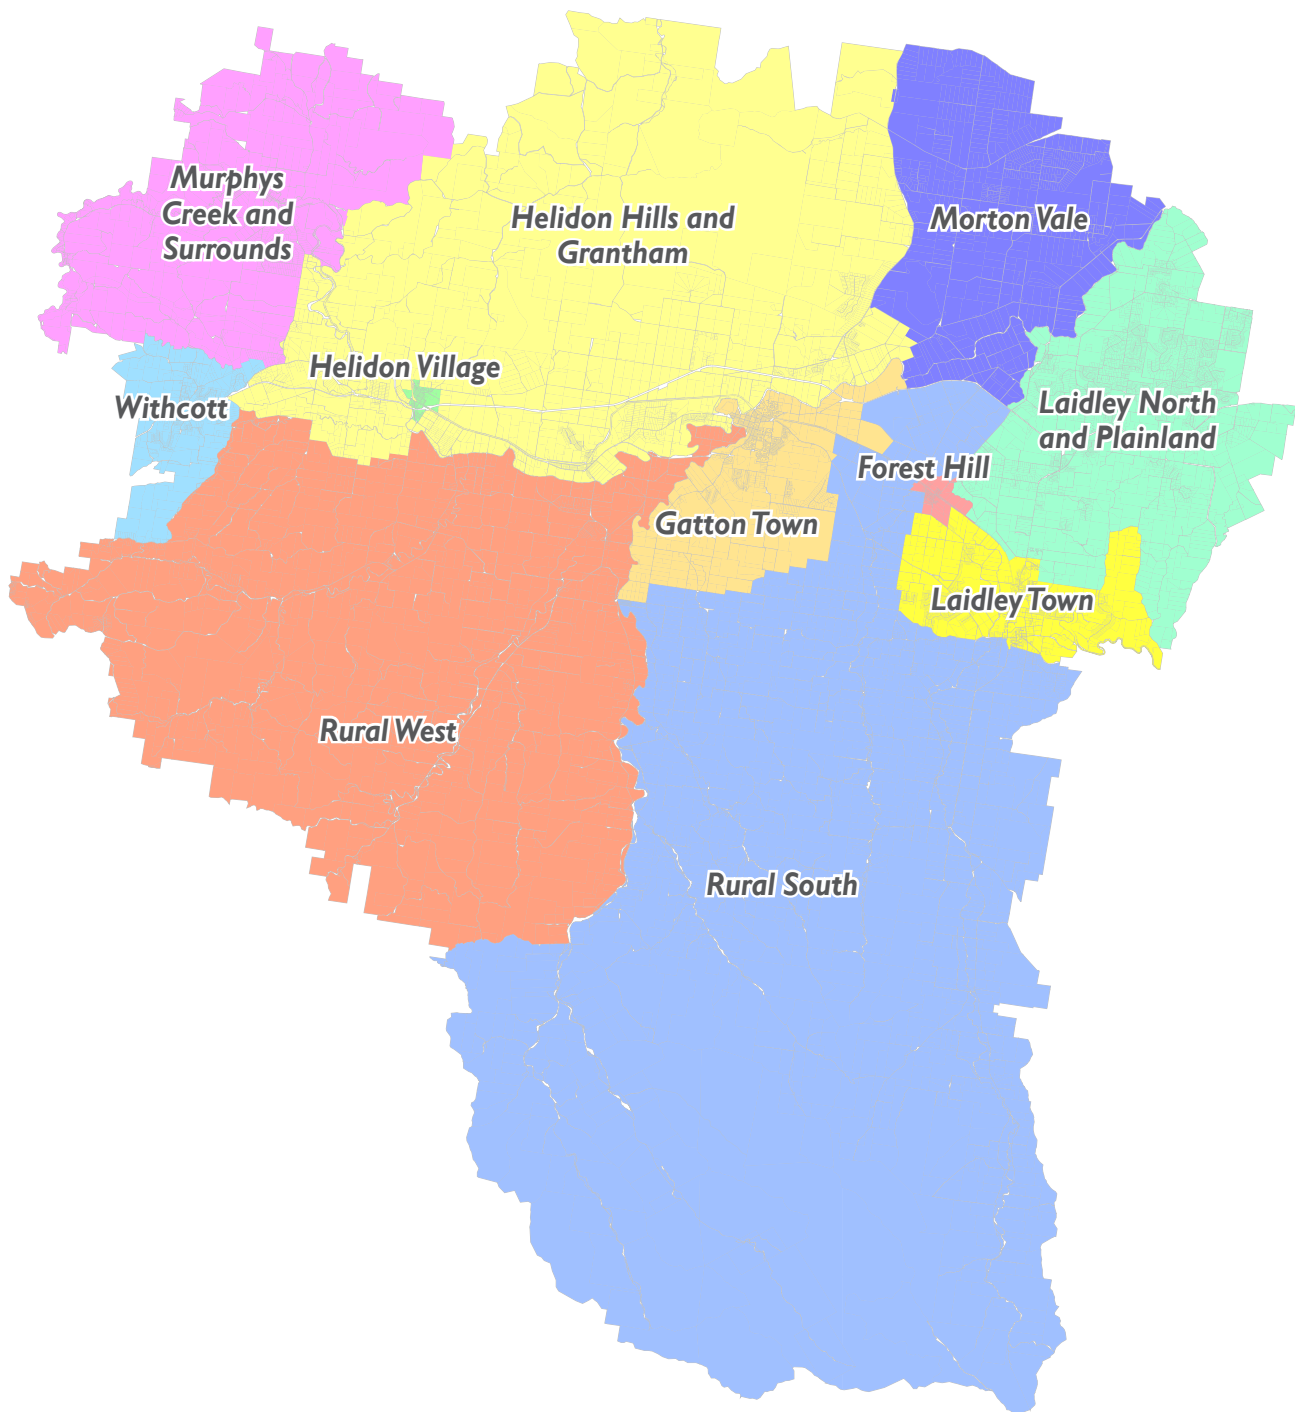 Murphys
Creek and
Surrounds
Helidon Hills and
Grantham
Morton Vale
Helidon Village
Withcott
Laidley North
and Plainland
Forest Hill
Gatton Town
Laidley Town
Rural West
Rural South